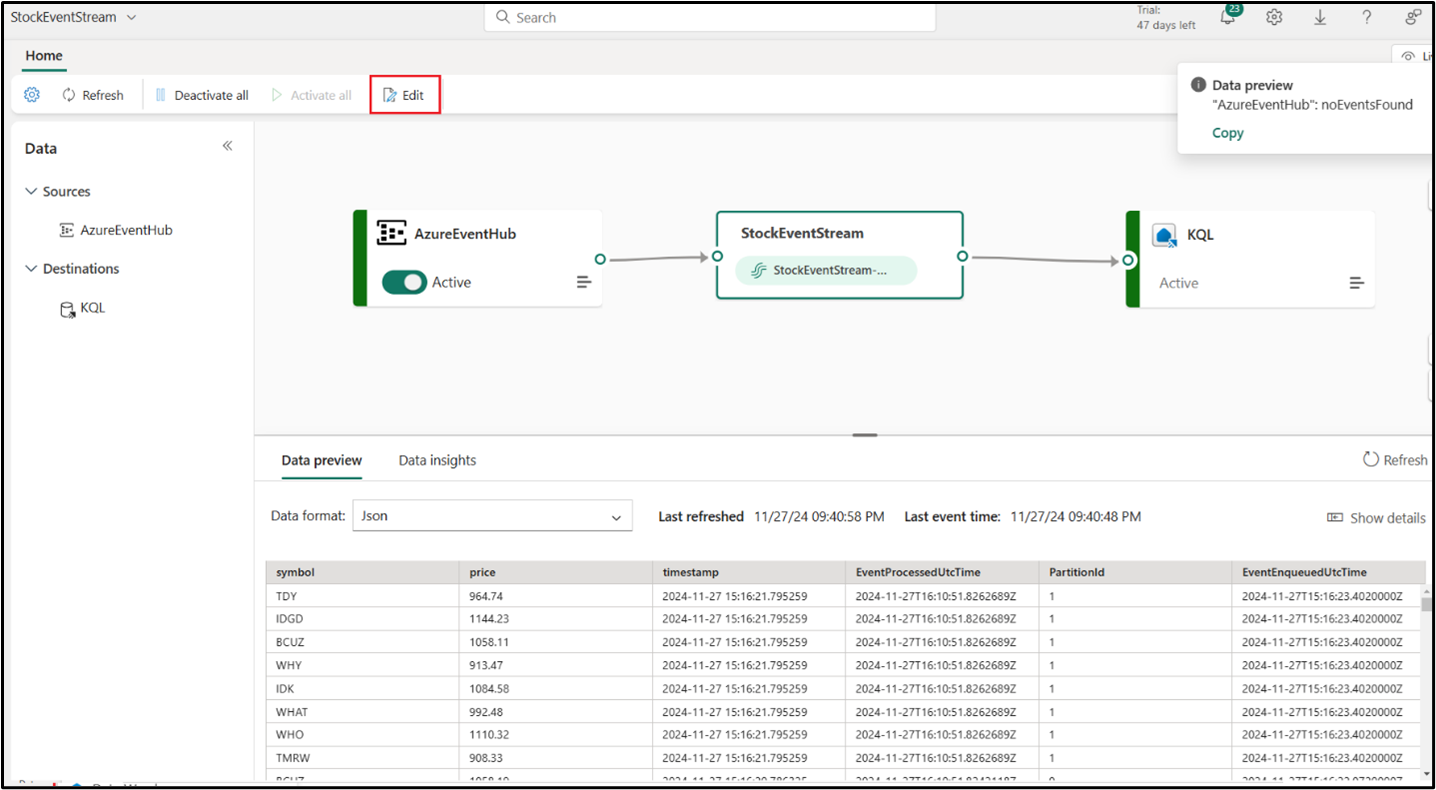 StockEventStream
Search
Trial:
47 days left
23
Home
Refresh
Deactivate all
Activate all
Edit
Data preview
"AzureEventHub": noEventsFound
Copy
Data
Sources
AzureEventHub
Destinations
KQL
AzureEventHub
Active
StockEventStream
StockEventStream-...
KQL
Active
Data preview Data insights
Refresh
Data format: Json Last refreshed 11/27/24 09:40:58 PM Last event time: 11/27/24 09:40:48 PM Show details
symbol price timestamp EventProcessedUtcTime PartitionId EventEnqueuedUtcTime
TDY 964.74 2024-11-27 15:16:21.795259 2024-11-27T16:10:51.8262689Z 1 2024-11-27T15:16:23.4020000Z
IDGD 1144.23 2024-11-27 15:16:21.795259 2024-11-27T16:10:51.8262689Z 1 2024-11-27T15:16:23.4020000Z
BCUZ 1058.11 2024-11-27 15:16:21.795259 2024-11-27T16:10:51.8262689Z 1 2024-11-27T15:16:23.4020000Z
WHY 913.47 2024-11-27 15:16:21.795259 2024-11-27T16:10:51.8262689Z 1 2024-11-27T15:16:23.4020000Z
IDK 1084.58 2024-11-27 15:16:21.795259 2024-11-27T16:10:51.8262689Z 1 2024-11-27T15:16:23.4020000Z
WHAT 992.48 2024-11-27 15:16:21.795259 2024-11-27T16:10:51.8262689Z 1 2024-11-27T15:16:23.4020000Z
WHO 1110.32 2024-11-27 15:16:21.795259 2024-11-27T16:10:51.8262689Z 1 2024-11-27T15:16:23.4020000Z
TMRW 908.33 2024-11-27 15:16:21.795259 2024-11-27T16:10:51.8262689Z 1 2024-11-27T15:16:23.4020000Z